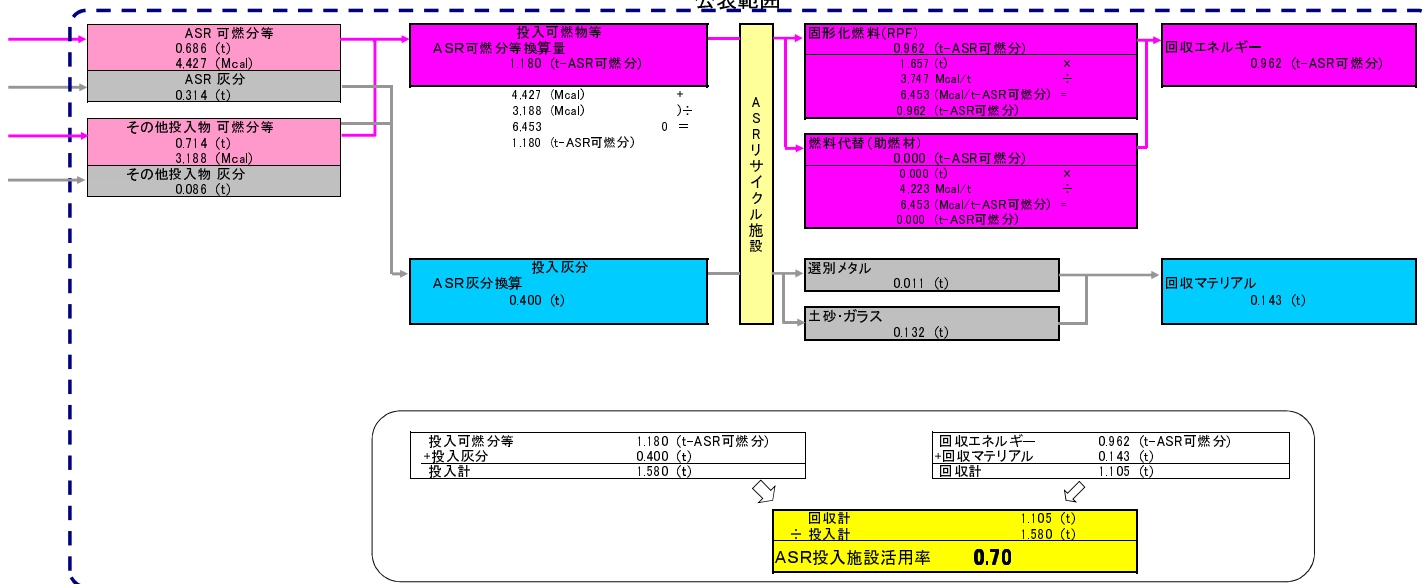 公表範囲
ASR 可燃分等
0.686 (t)
4.427 (Mcal)
ASR 灰分
0.314 (t)
その他投入物 可燃分等
0.714 (t)
3.188 (Mcal)
その他投入物 灰分
0.086 (t)
投入可燃物等
ASR可燃分等換算量
1.180 (t-ASR可燃分)
4.427 (Mcal) +
3.188 (Mcal) )÷
6,453 0 =
1.180 (t-ASR可燃分)
投入灰分
ASR灰分換算
0.400 (t)
ASRリサイクル施設
固形化燃料(RPF)
0.962 (t-ASR可燃分)
1.657 (t) ×
3,747 Mcal/t ÷
6,453 (Mcal/t-ASR可燃分) =
0.962 (t-ASR可燃分)
燃料代替(助燃材)
0.000 (t-ASR可燃分)
0.000 (t) ×
4,223 Mcal/t ÷
6,453 (Mcal/t-ASR可燃分) =
0.000 (t-ASR可燃分)
選別メタル
0.011 (t)
土砂・ガラス
0.132 (t)
回収エネルギー
0.962 (t-ASR可燃分)
回収マテリアル
0.143 (t)
投入可燃分等 1.180 (t-ASR可燃分)
+投入灰分 0.400 (t)
投入計 1.580 (t)
回収エネルギー 0.962 (t-ASR可燃分)
+回収マテリアル 0.143 (t)
回収計 1.105 (t)
回収計 1.105 (t)
÷ 投入計 1.580 (t)
ASR投入施設活用率 0.70